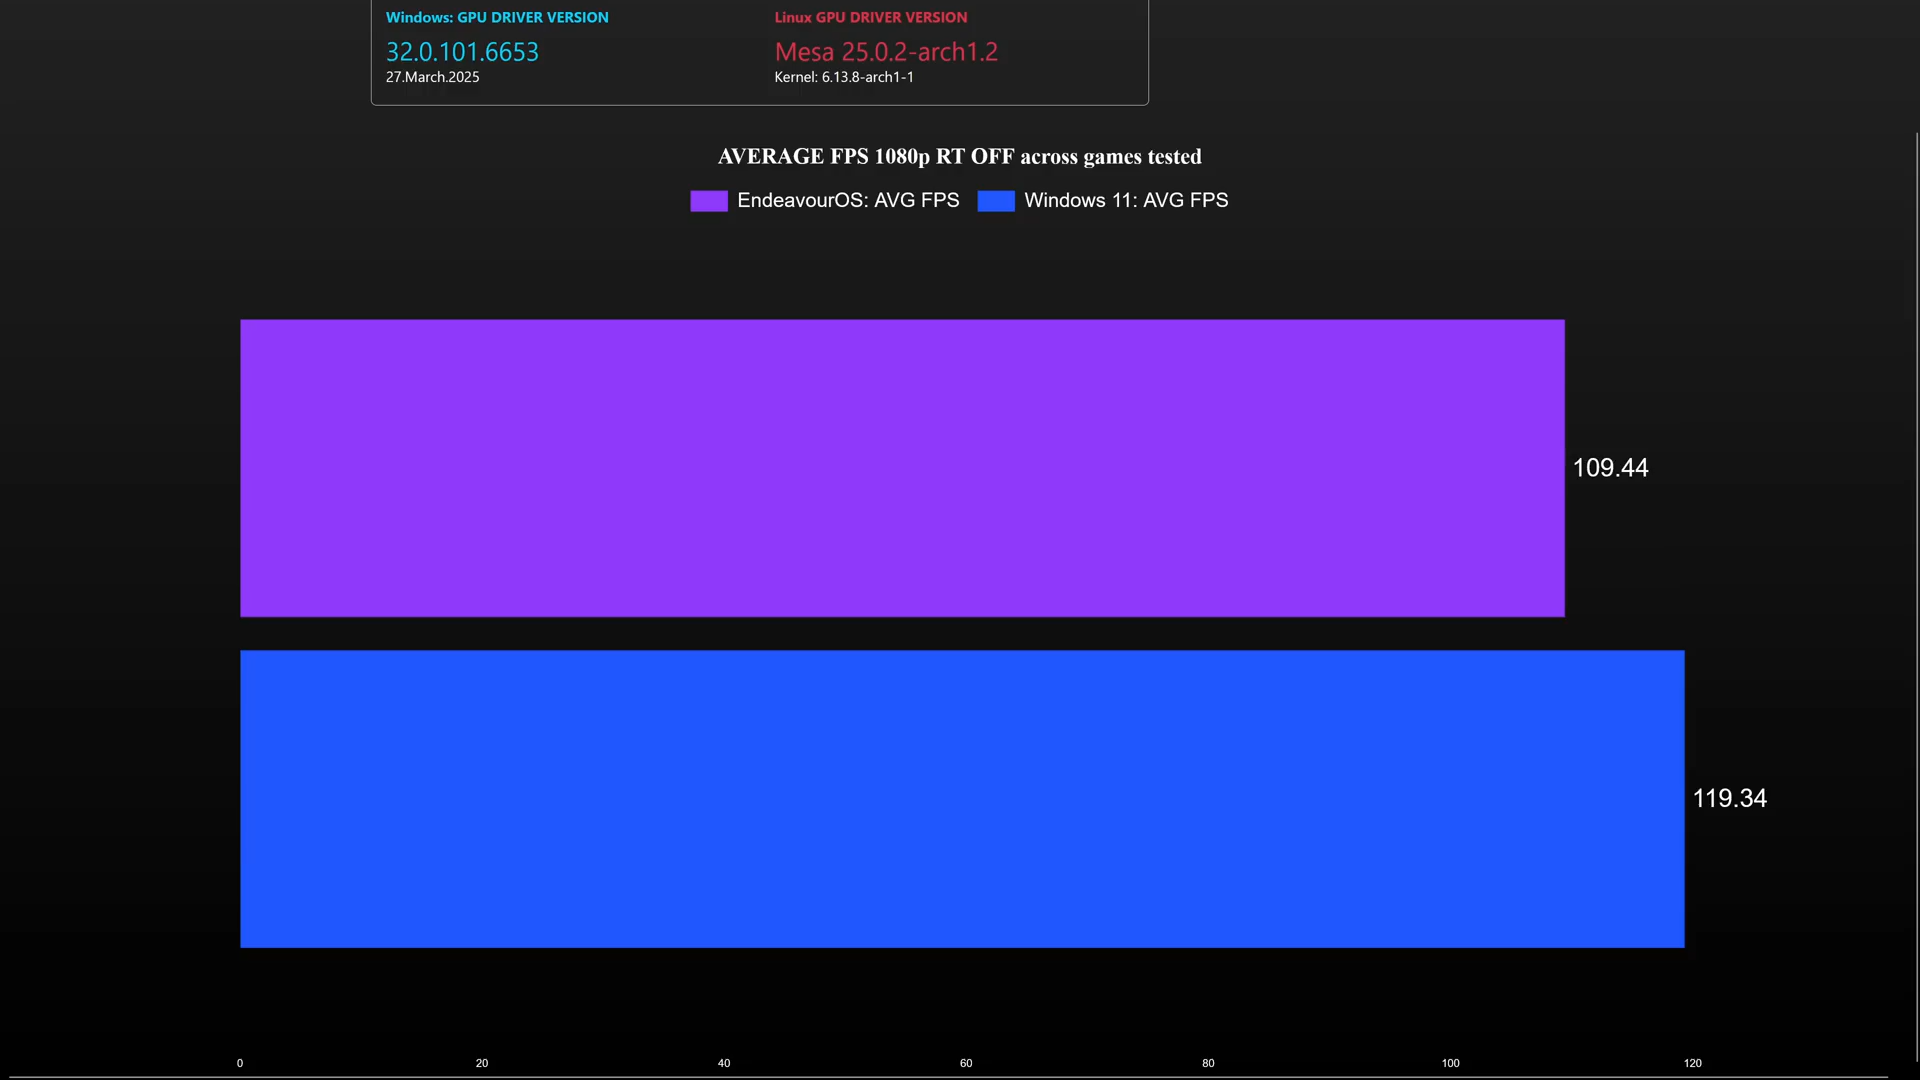 Windows: GPU DRIVER VERSION
Linux GPU DRIVER VERSION
32.0.101.6653
Mesa 25.0.2-arch1.2
27.March.2025
Kernel: 6.13.8-arch1-1
AVERAGE FPS 1080p RT OFF across games tested
EndeavourOS: AVG FPS
Windows 11: AVG FPS
109.44
119.34
0 20 40 60 80 100 120